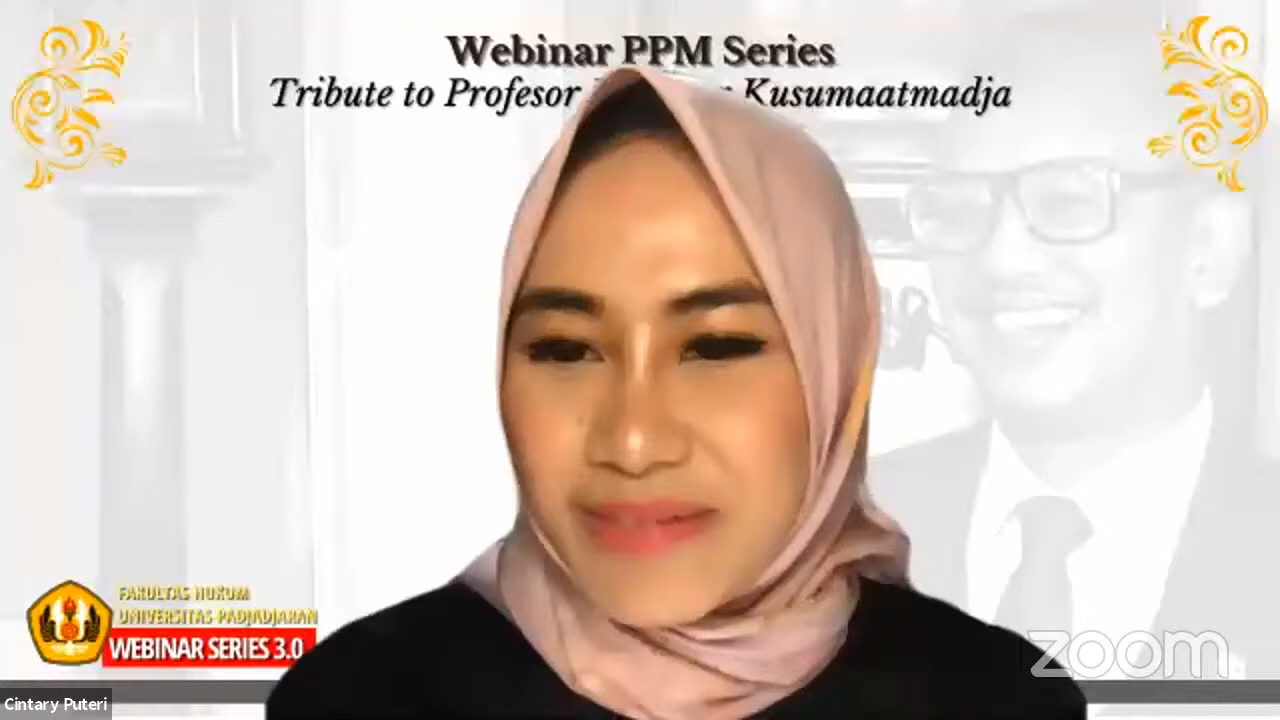 Webinar PPM Series
Tribute to Profesor Kusumaatmadja
FAKULTAS HUKUM
UNIVERSITAS PADJADJARAN
WEBINAR SERIES 3.0
zoom
Cintary Puteri